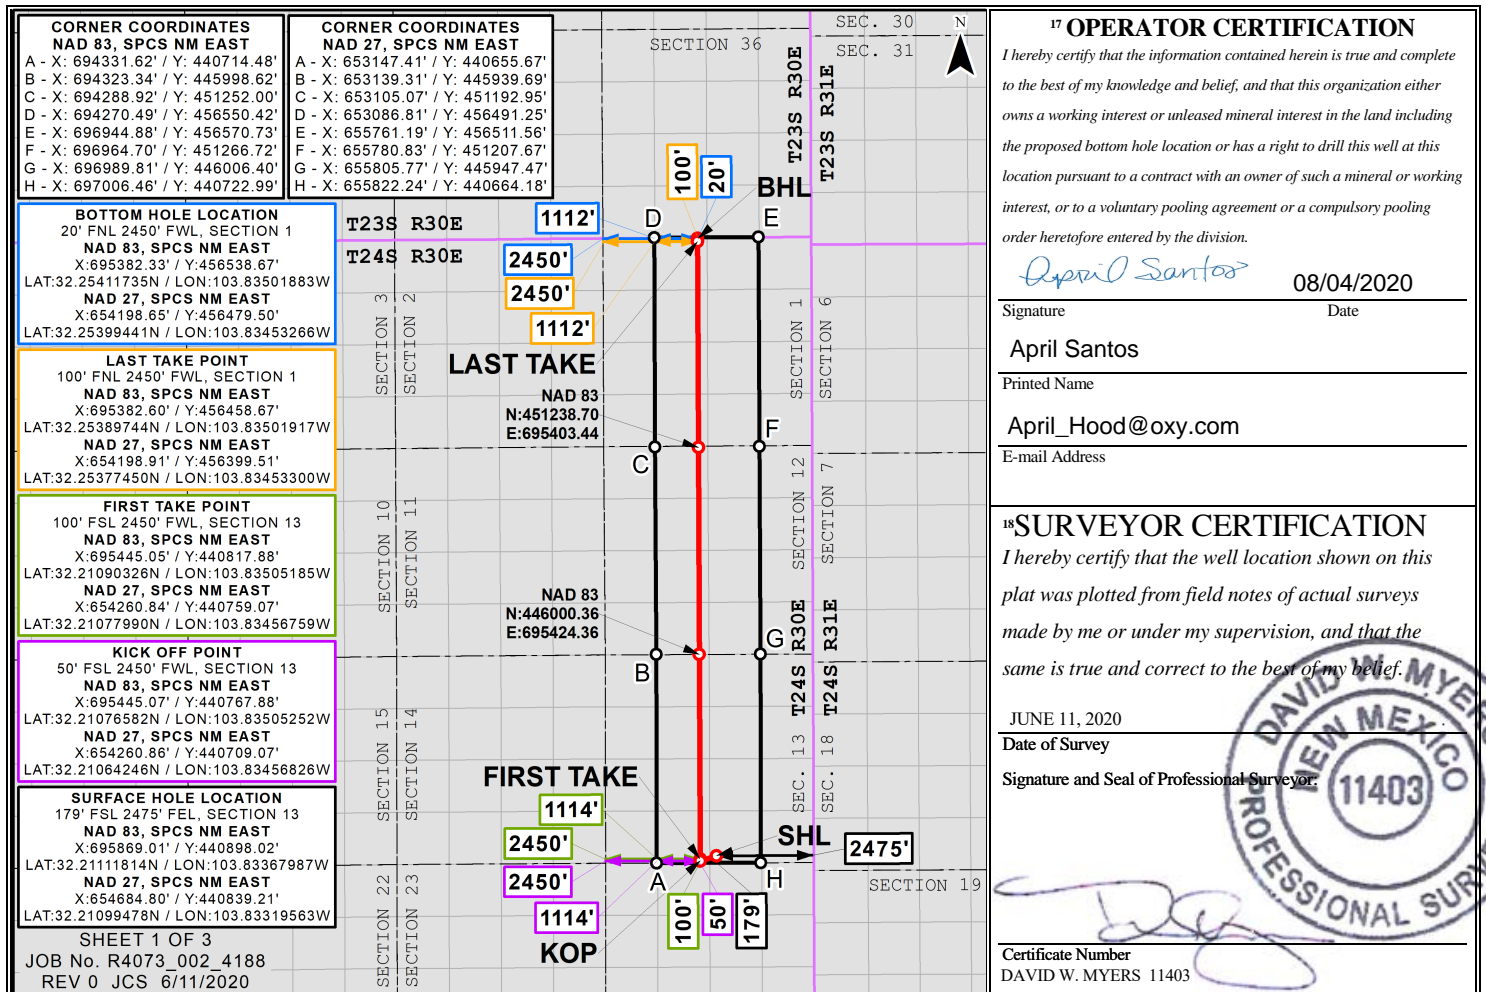 CORNER COORDINATES
NAD 83, SPCS NM EAST
A - X: 694331.62' / Y: 440714.48'
B - X: 694323.34' / Y: 445998.62'
C - X: 694288.92' / Y: 451252.00'
D - X: 694270.49' / Y: 456550.42'
E - X: 696944.88' / Y: 456570.73'
F - X: 696964.70' / Y: 451266.72'
G - X: 696989.81' / Y: 446006.40'
H - X: 697006.46' / Y: 440722.99'
CORNER COORDINATES
NAD 27, SPCS NM EAST
A - X: 653147.41' / Y: 440655.67'
B - X: 653139.31' / Y: 445939.69'
C - X: 653105.07' / Y: 451192.95'
D - X: 653086.81' / Y: 456491.25'
E - X: 655761.19' / Y: 456511.56'
F - X: 655780.83' / Y: 451207.67'
G - X: 655805.77' / Y: 445947.47'
H - X: 655822.24' / Y: 440664.18'
BOTTOM HOLE LOCATION
20' FNL 2450' FWL, SECTION 1
NAD 83, SPCS NM EAST
X:695382.33' / Y:456538.67'
LAT:32.25411735N / LON:103.83501883W
NAD 27, SPCS NM EAST
X:654198.65' / Y:456479.50'
LAT:32.25399441N / LON:103.83453266W
LAST TAKE POINT
100' FNL 2450' FWL, SECTION 1
NAD 83, SPCS NM EAST
X:695382.60' / Y:456458.67'
LAT:32.25389744N / LON:103.83501917W
NAD 27, SPCS NM EAST
X:654198.91' / Y:456399.51'
LAT:32.25377450N / LON:103.83453300W
FIRST TAKE POINT
100' FSL 2450' FWL, SECTION 13
NAD 83, SPCS NM EAST
X:695445.05' / Y:440817.88'
LAT:32.21090326N / LON:103.83505185W
NAD 27, SPCS NM EAST
X:654260.84' / Y:440759.07'
LAT:32.21077990N / LON:103.83456759W
KICK OFF POINT
50' FSL 2450' FWL, SECTION 13
NAD 83, SPCS NM EAST
X:695445.07' / Y:440767.88'
LAT:32.21076582N / LON:103.83505252W
NAD 27, SPCS NM EAST
X:654260.86' / Y:440709.07'
LAT:32.21064246N / LON:103.83456826W
SURFACE HOLE LOCATION
179' FSL 2475' FEL, SECTION 13
NAD 83, SPCS NM EAST
X:695869.01' / Y:440898.02'
LAT:32.21111814N / LON:103.83367987W
NAD 27, SPCS NM EAST
X:654684.80' / Y:440839.21'
LAT:32.21099478N / LON:103.83319563W
SHEET 1 OF 3
JOB No. R4073_002_4188
REV 0 JCS 6/11/2020
SEC. 30
SECTION 36
SEC. 31
N
T23S R30E
T23S R31E
100'
20'
BHL
1112'
D
E
T23S R30E
T24S R30E
2450'
2450'
1112'
SECTION 3
SECTION 2
SECTION 1
SECTION 6
LAST TAKE
NAD 83
N:451238.70
E:695403.44
F
C
SECTION 10
SECTION 11
SECTION 12
SECTION 7
NAD 83
N:446000.36
E:695424.36
G
B
T24S R30E
T24S R31E
SECTION 15
SECTION 14
SEC. 13
SEC. 18
FIRST TAKE
1114'
2450'
SHL
2475'
2450'
A
H
SECTION 19
1114'
100'
50'
179'
KOP
SECTION 22
SECTION 23
17 OPERATOR CERTIFICATION
I hereby certify that the information contained herein is true and complete
to the best of my knowledge and belief, and that this organization either
owns a working interest or unleased mineral interest in the land including
the proposed bottom hole location or has a right to drill this well at this
location pursuant to a contract with an owner of such a mineral or working
interest, or to a voluntary pooling agreement or a compulsory pooling
order heretofore entered by the division.
April Santos
08/04/2020
Signature
Date
April Santos
Printed Name
April_Hood@oxy.com
E-mail Address
18SURVEYOR CERTIFICATION
I hereby certify that the well location shown on this
plat was plotted from field notes of actual surveys
made by me or under my supervision, and that the
same is true and correct to the best of my belief.
JUNE 11, 2020
Date of Survey
Signature and Seal of Professional Surveyor:
DAVID W. MYERS
NEW MEXICO
11403
PROFESSIONAL
Certificate Number
DAVID W. MYERS 11403